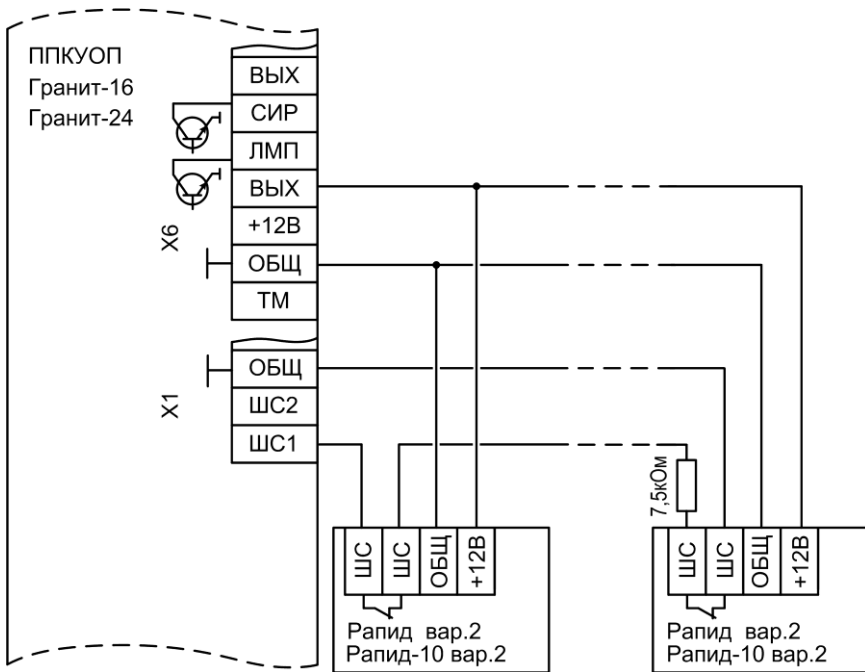 ППКУОП
Гранит-16
Гранит-24
ВЫХ
СИР
ЛМП
ВЫХ
+12В
ОБЩ
ТМ
X6
ОБЩ
ШС2
ШС1
X1
7,5кОм
ШС
ШС
ОБЩ
+12В
Рапид вар.2
Рапид-10 вар.2
ШС
ШС
ОБЩ
+12В
Рапид вар.2
Рапид-10 вар.2